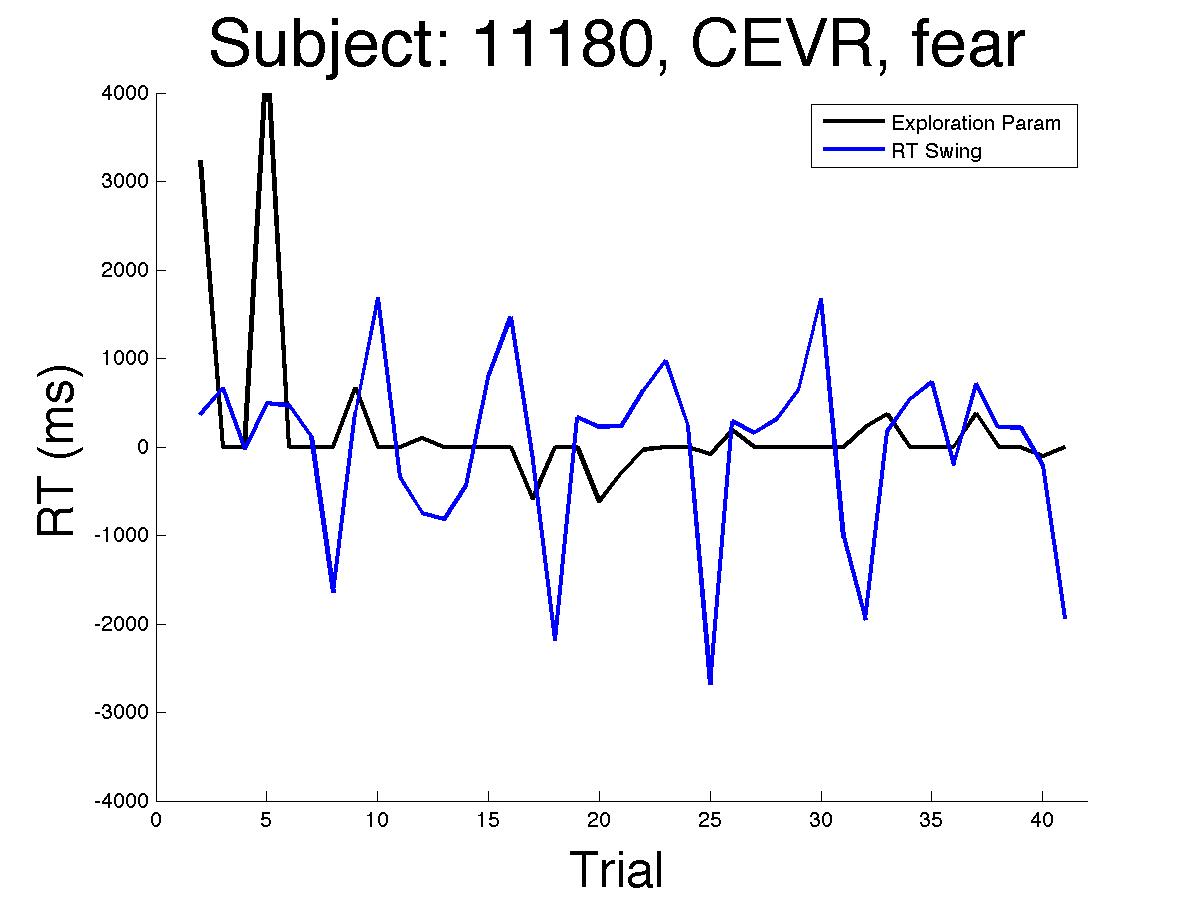 Subject: 11180, CEVR, fear
Exploration Param
RT Swing
4000
3000
2000
1000
0
-1000
-2000
-3000
-4000
RT (ms)
0 5 10 15 20 25 30 35 40
Trial